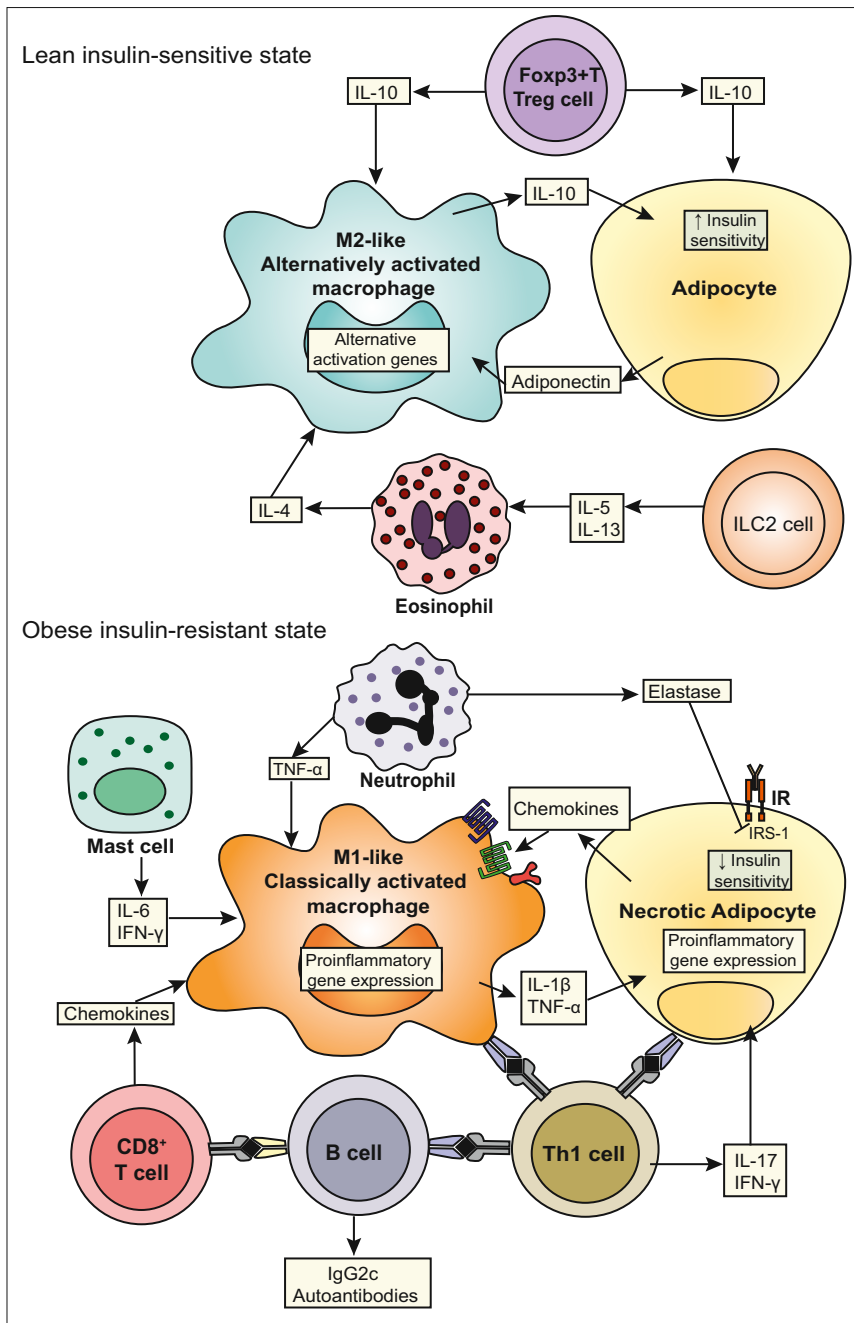 Lean insulin-sensitive state
Foxp3+T
Treg cell
IL-10
IL-10
IL-10
↑ Insulin
sensitivity
M2-like
Alternatively activated
macrophage
Adipocyte
Alternative
activation genes
Adiponectin
IL-4
IL-5
IL-13
ILC2 cell
Eosinophil
Obese insulin-resistant state
Elastase
TNF-α
Neutrophil
Mast cell
Chemokines
IR
IRS-1
M1-like
Classically activated
macrophage
↓ Insulin
sensitivity
Necrotic Adipocyte
IL-6
IFN-γ
Proinflammatory
gene expression
Proinflammatory
gene expression
IL-1β
TNF-α
Chemokines
CD8⁺
T cell
B cell
Th1 cell
IL-17
IFN-γ
IgG2c
Autoantibodies